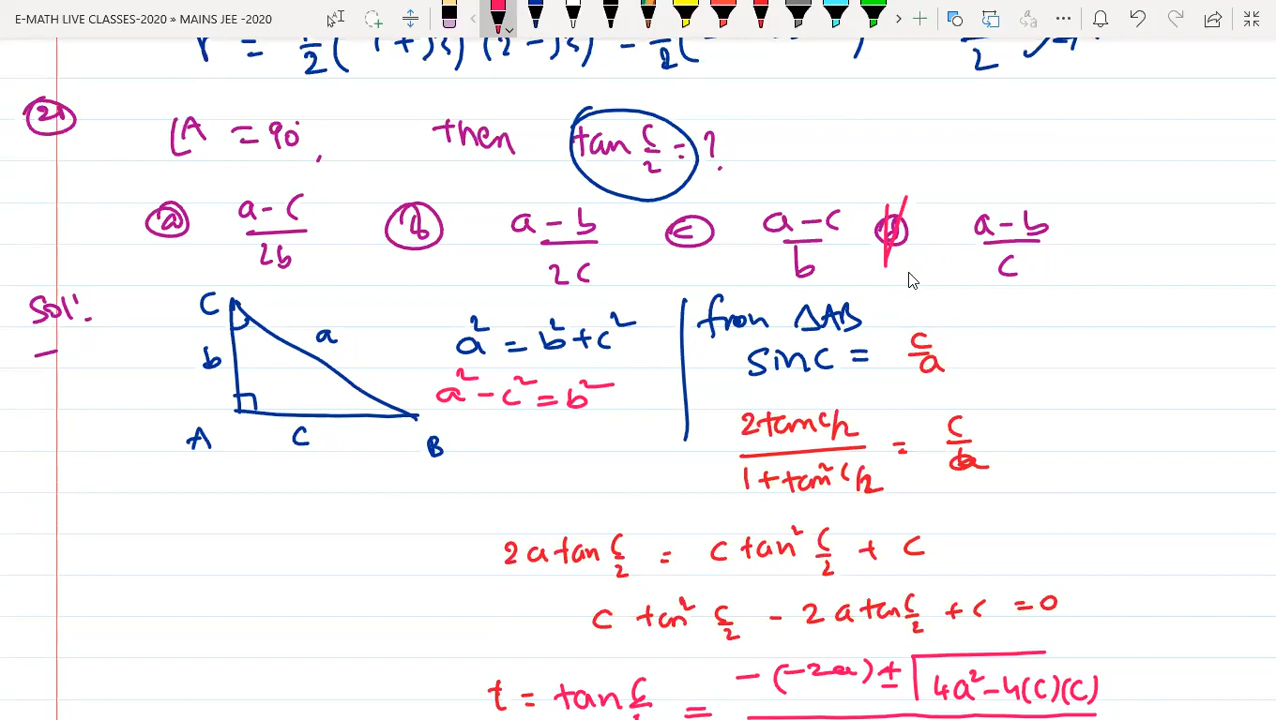 E-MATH LIVE CLASSES-2020 » MAINS JEE -2020
21 ∠A = 90°, then tan C/2 = ?
a (a-c)/2b b (a-b)/2c c (a-c)/b d (a-b)/c
Sol:
C
a
b
A
c
B
a² = b² + c²
a² - c² = b²
from ΔAB
sin c = c/a
2tan c/2 / 1+tan² c/2 = c/a
2a tan C/2 = c tan² C/2 + c
c tan² C/2 - 2a tan C/2 + c = 0
t = tan C/2 = -(-2a) ± √4a²-4(c)(c)